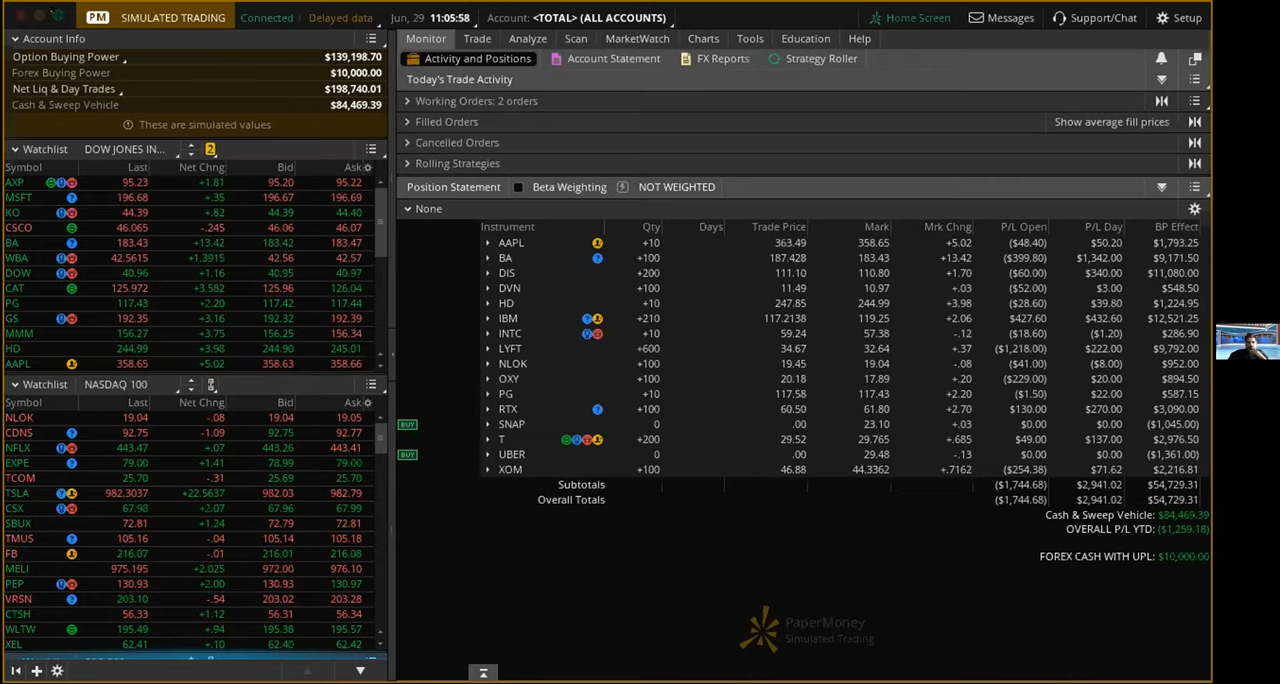 PM SIMULATED TRADING Connected Delayed data Jun, 29 11:05:58 Account: <TOTAL> (ALL ACCOUNTS) Home Screen Messages Support/Chat Setup
Account Info
Option Buying Power $139,198.70
Forex Buying Power $10,000.00
Net Liq & Day Trades $198,740.01
Cash & Sweep Vehicle $84,469.39
These are simulated values
Watchlist DOW JONES IN... 2
Symbol Last Net Chng Bid Ask
AXP 95.23 +1.81 95.20 95.22
MSFT 196.68 +.35 196.67 196.69
KO 44.39 +.82 44.39 44.40
CSCO 46.065 -.245 46.06 46.07
BA 183.43 +13.42 183.42 183.47
WBA 42.5615 +1.3915 42.56 42.57
DOW 40.96 +1.16 40.95 40.97
CAT 125.972 +3.582 125.96 126.04
PG 117.43 +2.20 117.42 117.44
GS 192.35 +3.16 192.32 192.39
MMM 156.27 +3.75 156.25 156.34
HD 244.99 +3.98 244.90 245.01
AAPL 358.65 +5.02 358.63 358.66
Watchlist NASDAQ 100
Symbol Last Net Chng Bid Ask
NLOK 19.04 -.08 19.04 19.05
CDNS 92.75 -1.09 92.75 92.77
NFLX 443.47 +.07 443.26 443.41
EXPE 79.00 +1.41 78.99 79.00
TCOM 25.70 -.31 25.69 25.70
TSLA 982.3037 +22.5637 982.03 982.79
CSX 67.98 +2.07 67.96 67.99
SBUX 72.81 +1.24 72.79 72.81
TMUS 105.16 -.04 105.14 105.18
FB 216.07 -.01 216.01 216.08
MELI 975.195 +2.025 972.00 976.10
PEP 130.93 +2.00 130.93 130.97
VRSN 203.10 -.54 203.02 203.28
CTSH 56.33 +1.12 56.31 56.34
WLTW 195.49 +.94 195.38 195.57
XEL 62.41 +.10 62.40 62.42
Monitor Trade Analyze Scan MarketWatch Charts Tools Education Help
Activity and Positions Account Statement FX Reports Strategy Roller
Today's Trade Activity
Working Orders: 2 orders
Filled Orders Show average fill prices
Cancelled Orders
Rolling Strategies
Position Statement Beta Weighting NOT WEIGHTED
None
Instrument Qty Days Trade Price Mark Mrk Chng P/L Open P/L Day BP Effect
AAPL +10 363.49 358.65 +5.02 ($48.40) $50.20 $1,793.25
BA +100 187.428 183.43 +13.42 ($399.80) $1,342.00 $9,171.50
DIS +200 111.10 110.80 +1.70 ($60.00) $340.00 $11,080.00
DVN +100 11.49 10.97 +.03 ($52.00) $3.00 $548.50
HD +10 247.85 244.99 +3.98 ($28.60) $39.80 $1,224.95
IBM +210 117.2138 119.25 +2.06 $427.60 $432.60 $12,521.25
INTC +10 59.24 57.38 -.12 ($18.60) ($1.20) $286.90
LYFT +600 34.67 32.64 +.37 ($1,218.00) $222.00 $9,792.00
NLOK +100 19.45 19.04 -.08 ($41.00) ($8.00) $952.00
OXY +100 20.18 17.89 +.20 ($229.00) $20.00 $894.50
PG +10 117.58 117.43 +2.20 ($1.50) $22.00 $587.15
RTX +100 60.50 61.80 +2.70 $130.00 $270.00 $3,090.00
BUY SNAP 0 .00 23.10 +.03 $0.00 $0.00 ($1,045.00)
T +200 29.52 29.765 +.685 $49.00 $137.00 $2,976.50
BUY UBER 0 .00 29.48 -.13 $0.00 $0.00 ($1,361.00)
XOM +100 46.88 44.3362 +.7162 ($254.38) $71.62 $2,216.81
Subtotals ($1,744.68) $2,941.02 $54,729.31
Overall Totals ($1,744.68) $2,941.02 $54,729.31
Cash & Sweep Vehicle: $84,469.39
OVERALL P/L YTD: ($1,259.18)
FOREX CASH WITH UPL: $10,000.00
PaperMoney
Simulated Trading